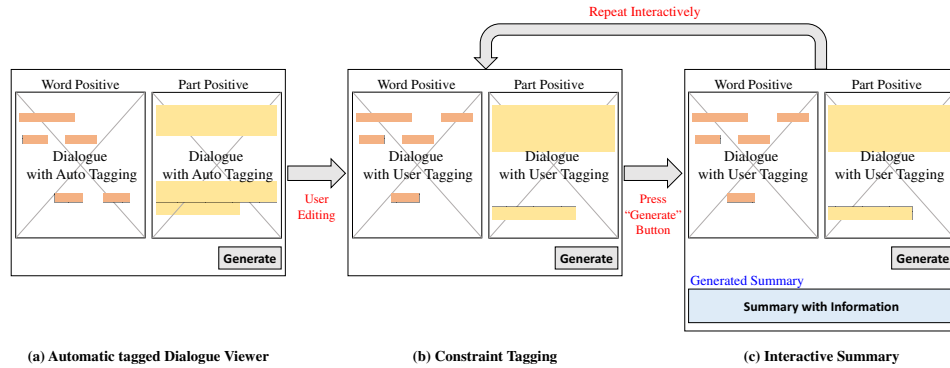 Repeat Interactively
Word Positive
Part Positive
Dialogue
with Auto Tagging
Dialogue
with Auto Tagging
Generate
User
Editing
Word Positive
Part Positive
Dialogue
with User Tagging
Dialogue
with User Tagging
Generate
Press
“Generate”
Button
Word Positive
Part Positive
Dialogue
with User Tagging
Dialogue
with User Tagging
Generate
Generated Summary
Summary with Information
(a) Automatic tagged Dialogue Viewer
(b) Constraint Tagging
(c) Interactive Summary